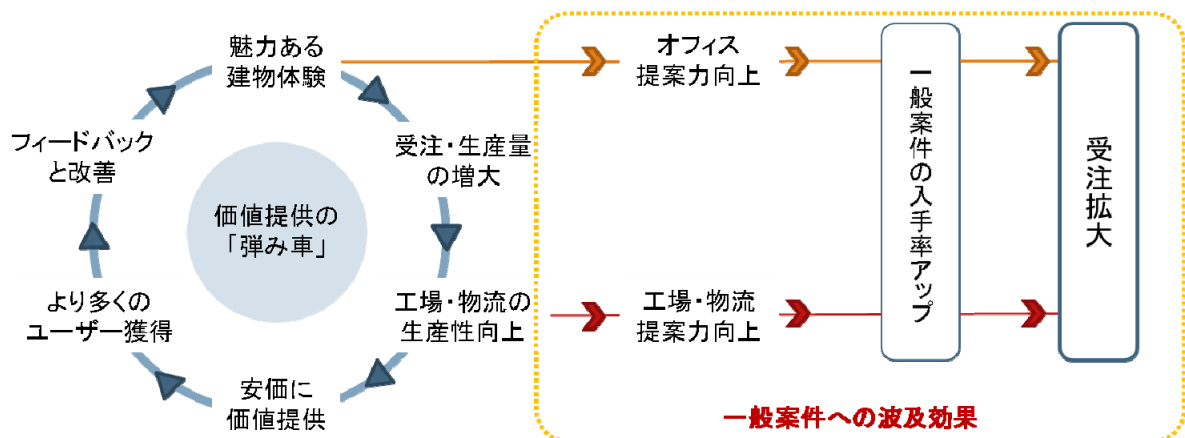 魅力ある
建物体験
受注・生産量
の増大
工場・物流の
生産性向上
安価に
価値提供
より多くの
ユーザー獲得
フィードバック
と改善
価値提供の
「弾み車」
オフィス
提案力向上
工場・物流
提案力向上
一般案件の入手率アップ
受注拡大
一般案件への波及効果